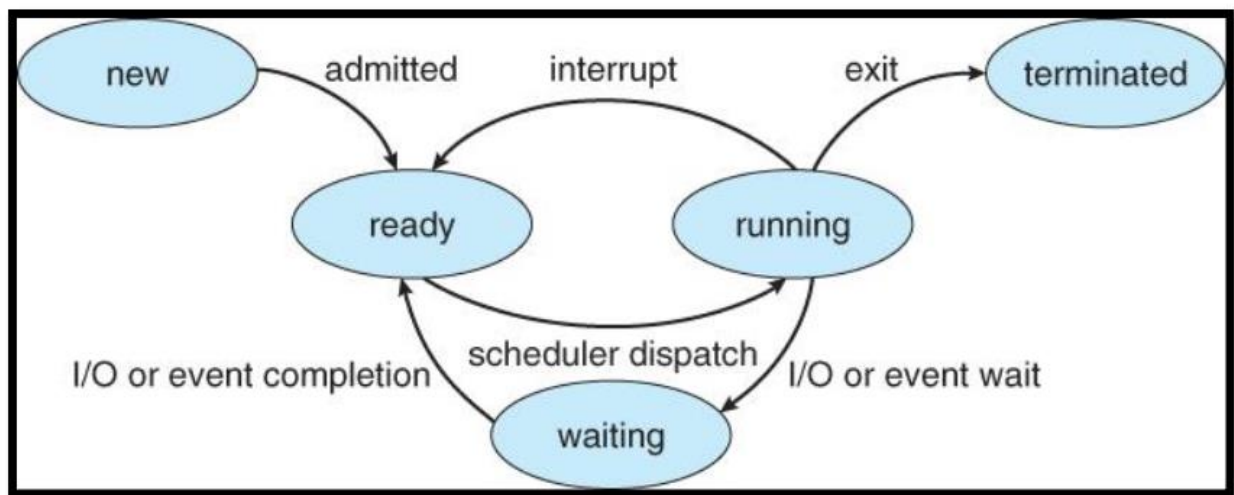 new
admitted
interrupt
exit
terminated
ready
running
scheduler dispatch
I/O or event completion
I/O or event wait
waiting